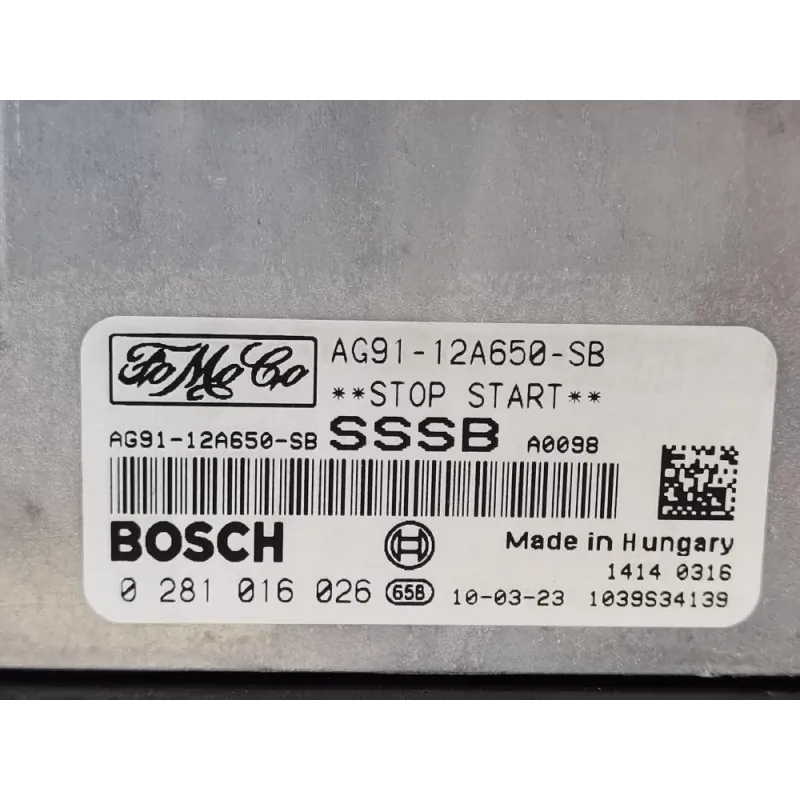 FoMoCo
AG91-12A650-SB
**STOP START**
AG91-12A650-SB SSSB A0098
BOSCH
Made in Hungary
1414 0316
0 281 016 026 658 10-03-23 1039S34139